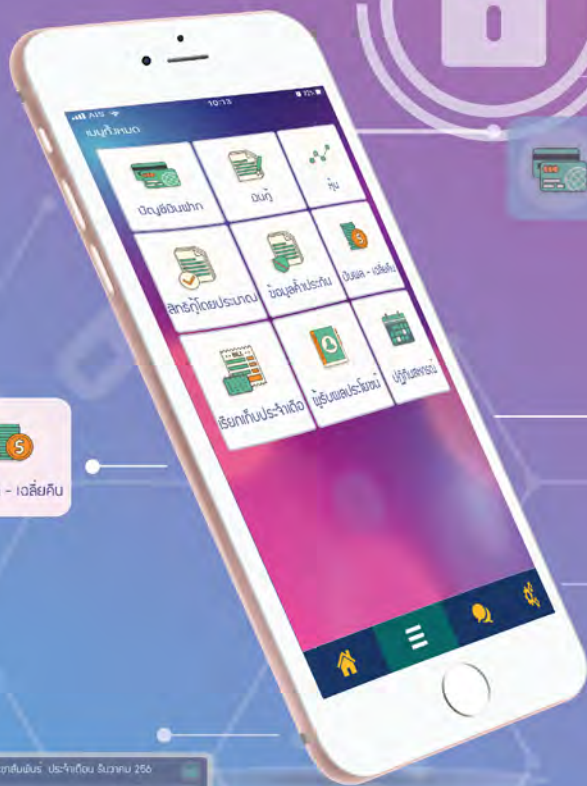 AIS
10:13
72%
เมนูทั้งหมด
บัญชีเงินฝาก
เงินกู้
หุ้น
สิทธิกู้โดยประมาณ
ข้อมูลค้ำประกัน
ปันผล - เฉลี่ยคืน
เรียกเก็บประจำเดือ
ผู้รับผลประโยชน์
ปฏิทินสหกรณ์
- เฉลี่ยคืน
ประจำเดือน ธันวาคม 256